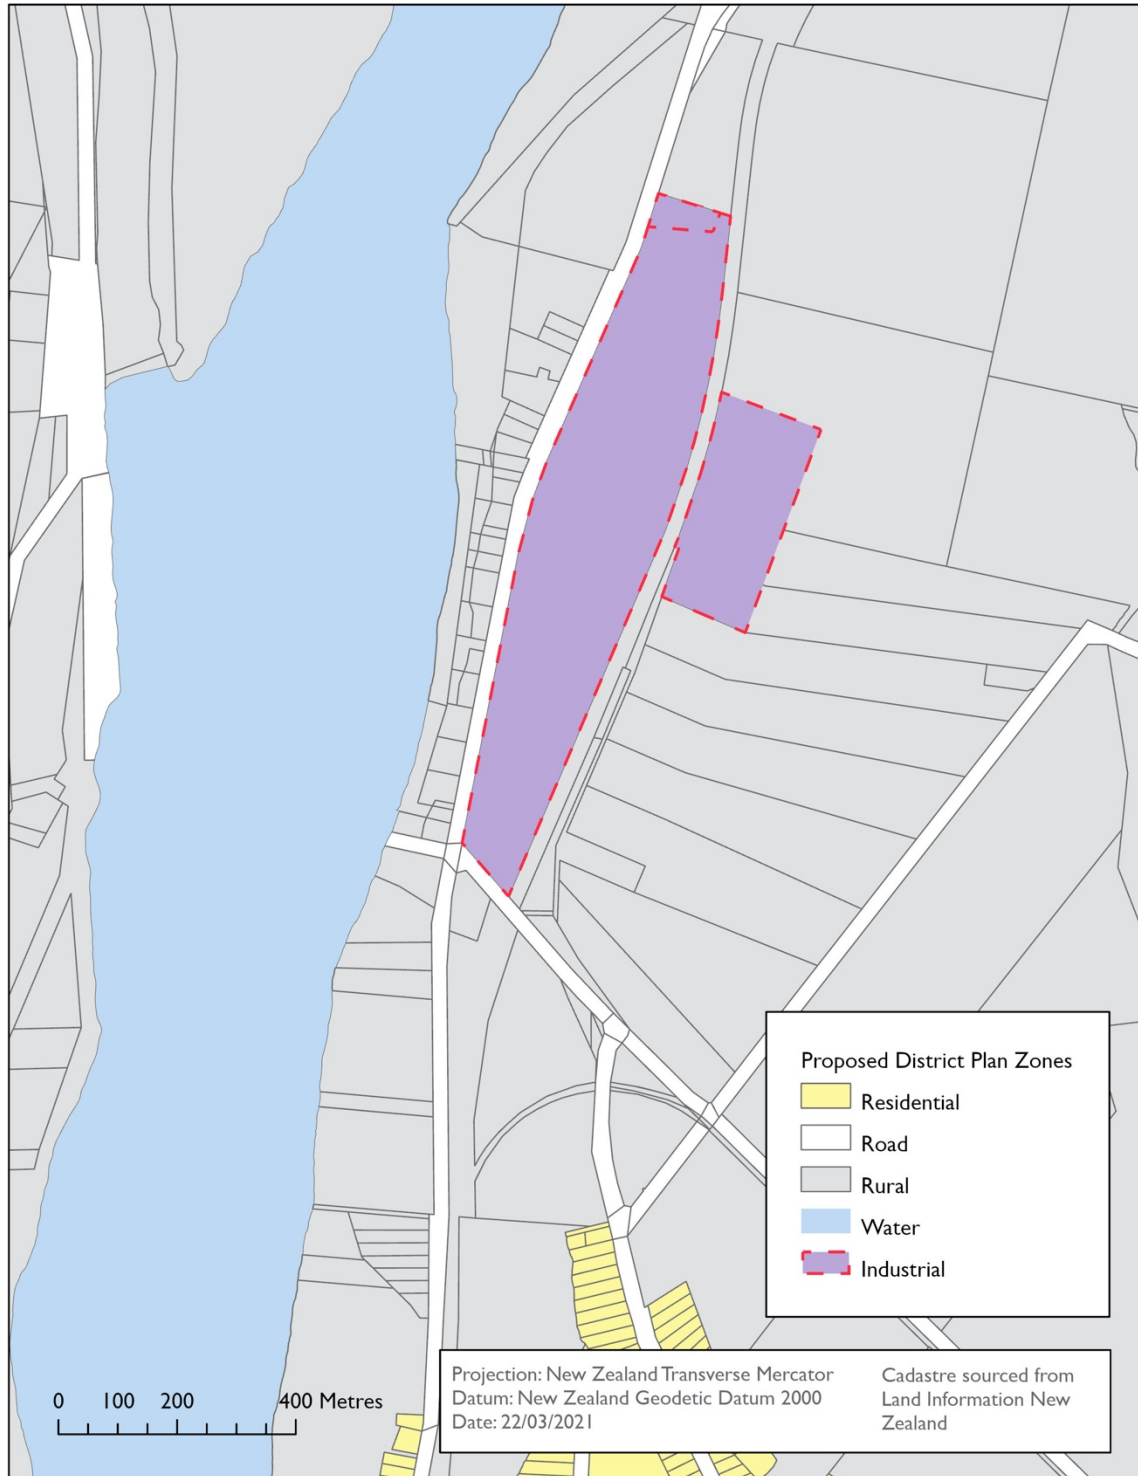 Proposed District Plan Zones
Residential
Road
Rural
Water
Industrial
Projection: New Zealand Transverse Mercator
Datum: New Zealand Geodetic Datum 2000
Date: 22/03/2021
Cadastre sourced from
Land Information New
Zealand
0 100 200 400 Metres